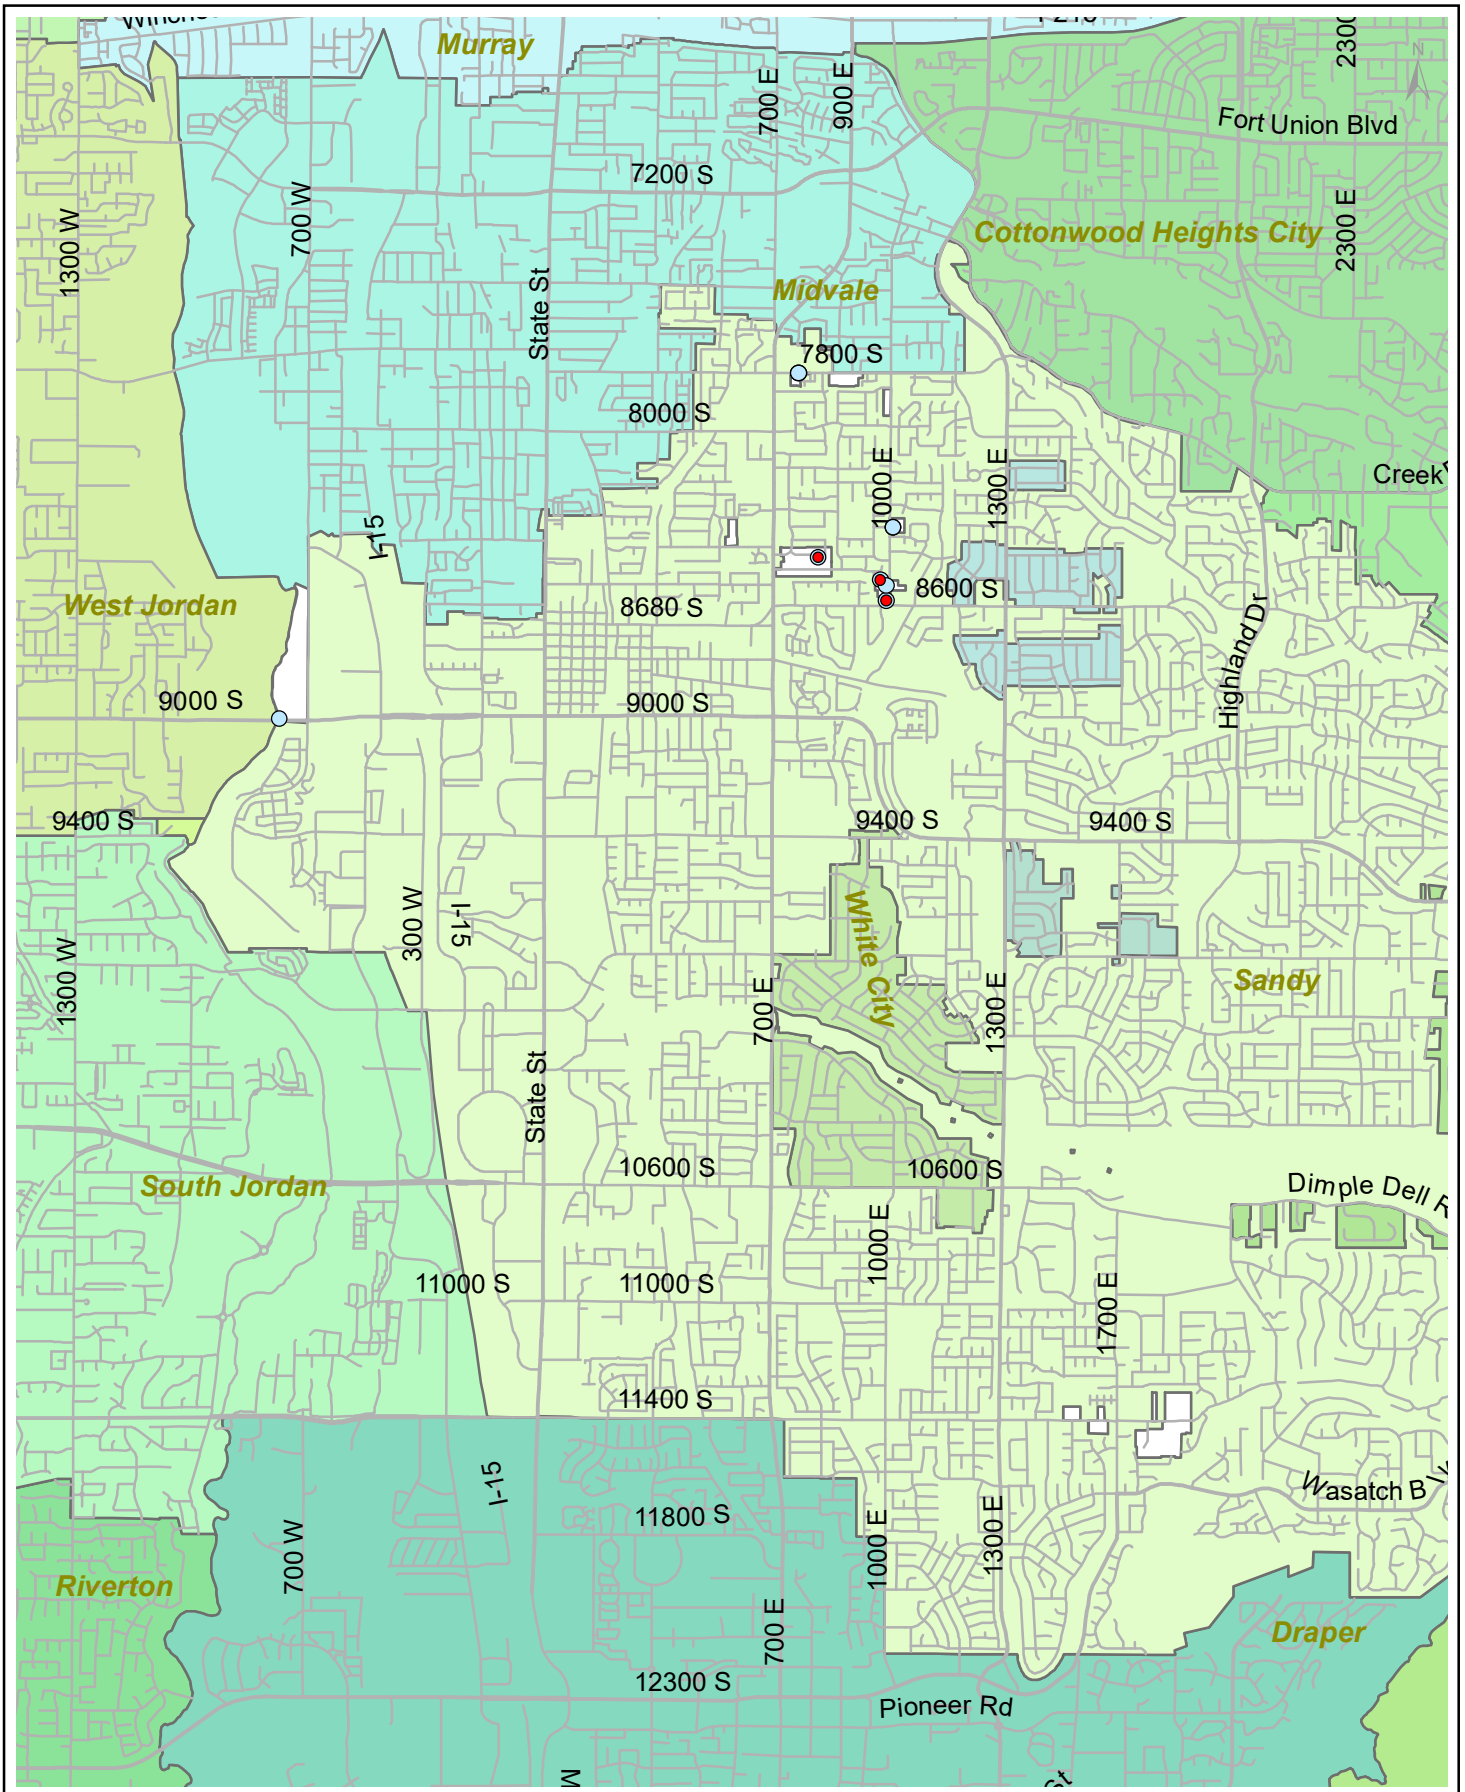 Murray
2300
700 E
900 E
Fort Union Blvd
7200 S
700 W
1300 W
2300 E
Cottonwood Heights City
State St
Midvale
7800 S
8000 S
1000 E
1300 E
Creek
I-15
8600 S
West Jordan
8680 S
Highland Dr
9000 S
9000 S
9400 S
9400 S
9400 S
300 W
I-15
White City
1300 W
Sandy
700 E
1300 E
State St
10600 S
10600 S
South Jordan
Dimple Dell R
1000 E
11000 S
11000 S
1700 E
11400 S
I-15
Wasatch B
11800 S
700 W
1000 E
1300 E
Riverton
700 E
Draper
12300 S
Pioneer Rd
M
St
N